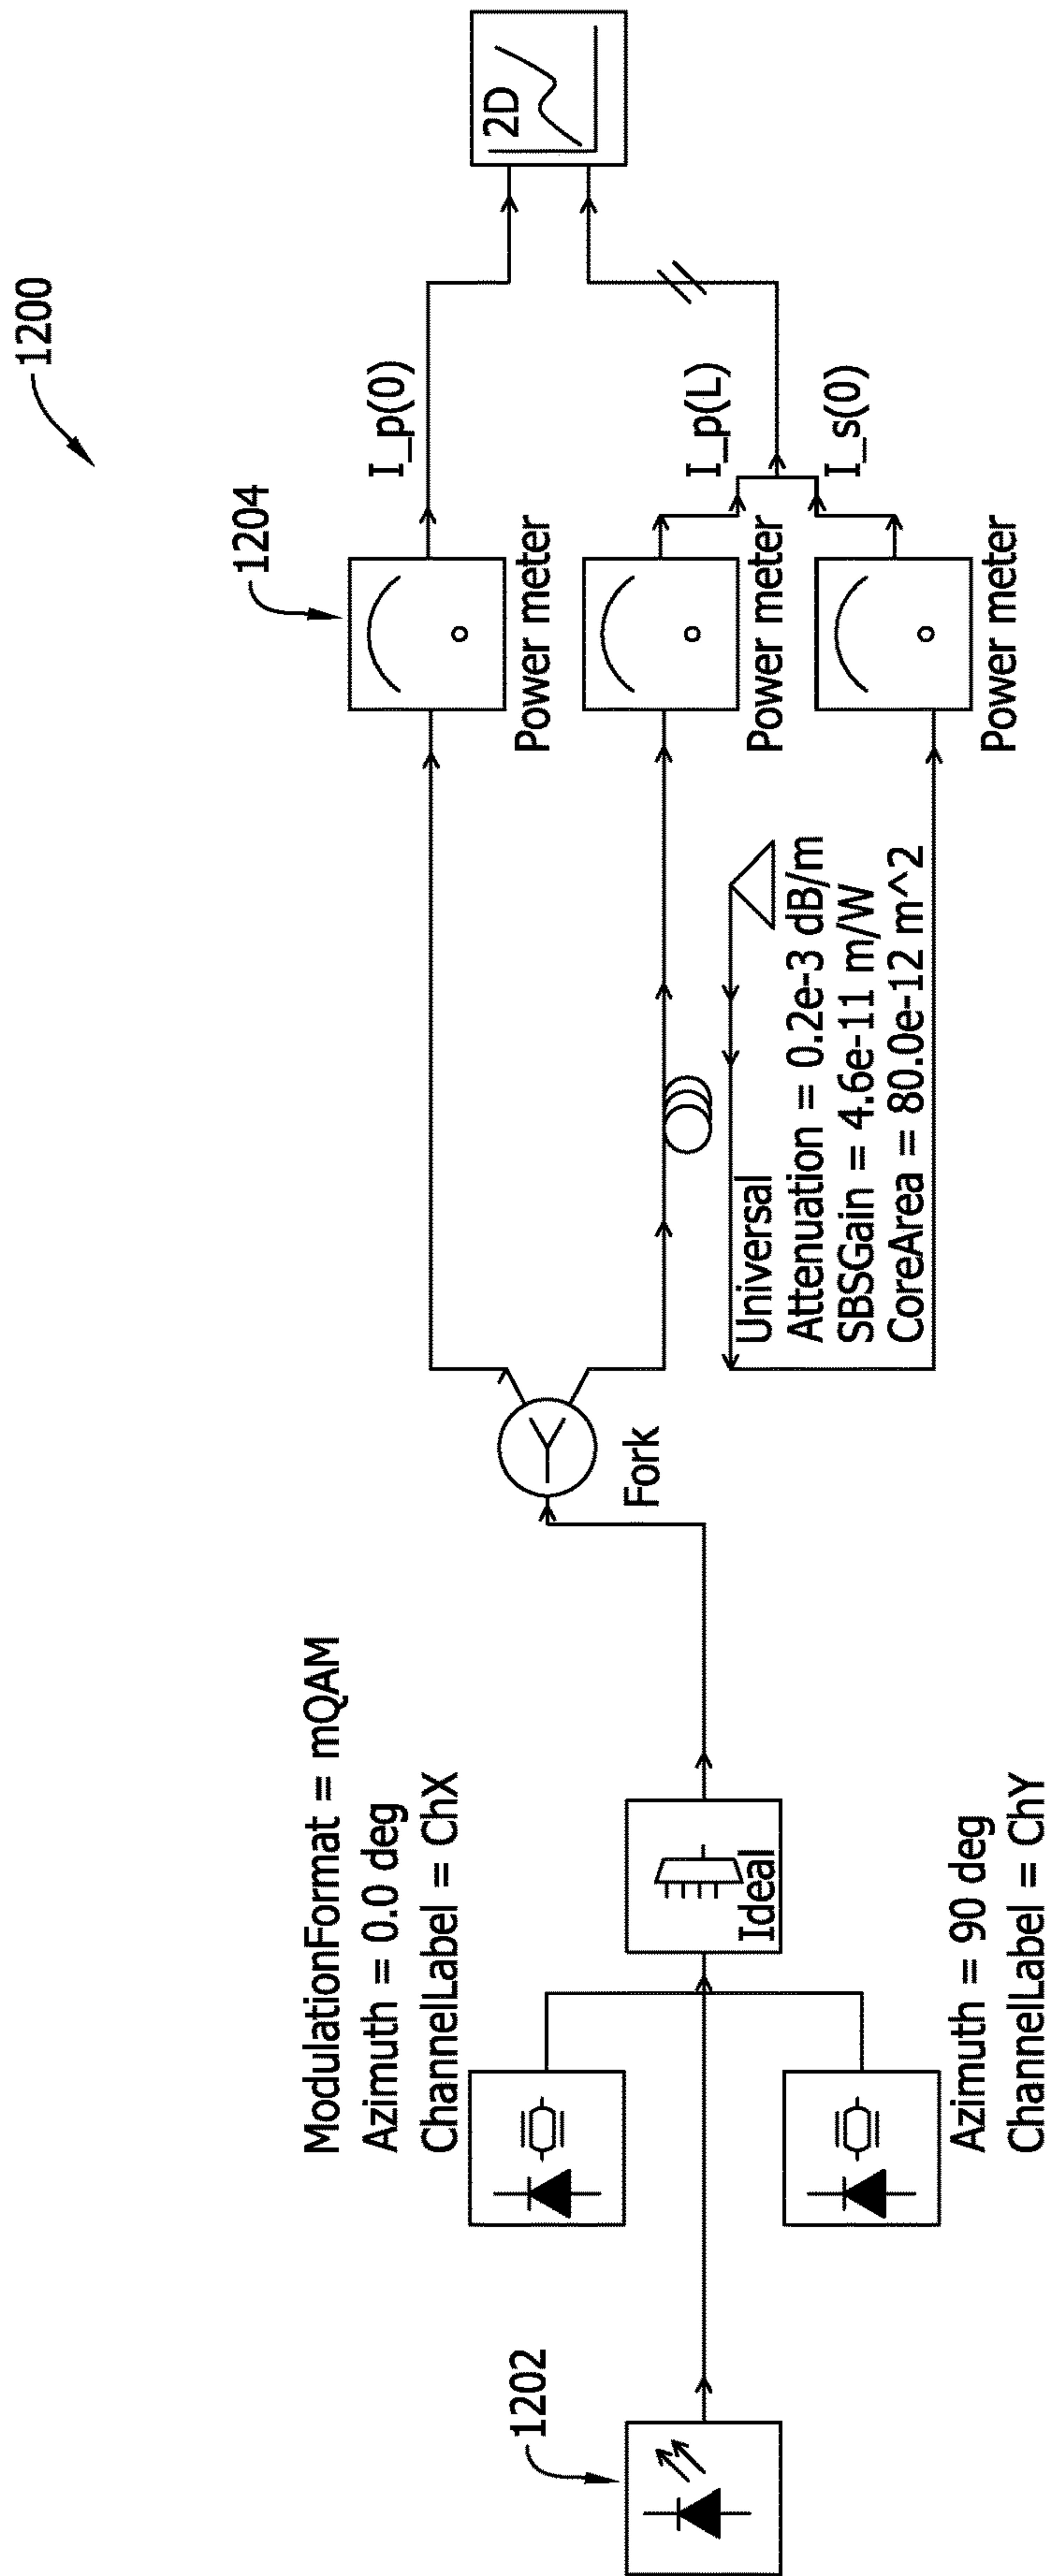 1200
1202
ModulationFormat = mQAM
Azimuth = 0.0 deg
ChannelLabel = ChX
Azimuth = 90 deg
ChannelLabel = ChY
Ideal
Fork
Universal
Attenuation = 0.2e-3 dB/m
SBSGain = 4.6e-11 m/W
CoreArea = 80.0e-12 m^2
1204
Power meter
Power meter
Power meter
I_p(0)
I_p(L)
I_s(0)
2D